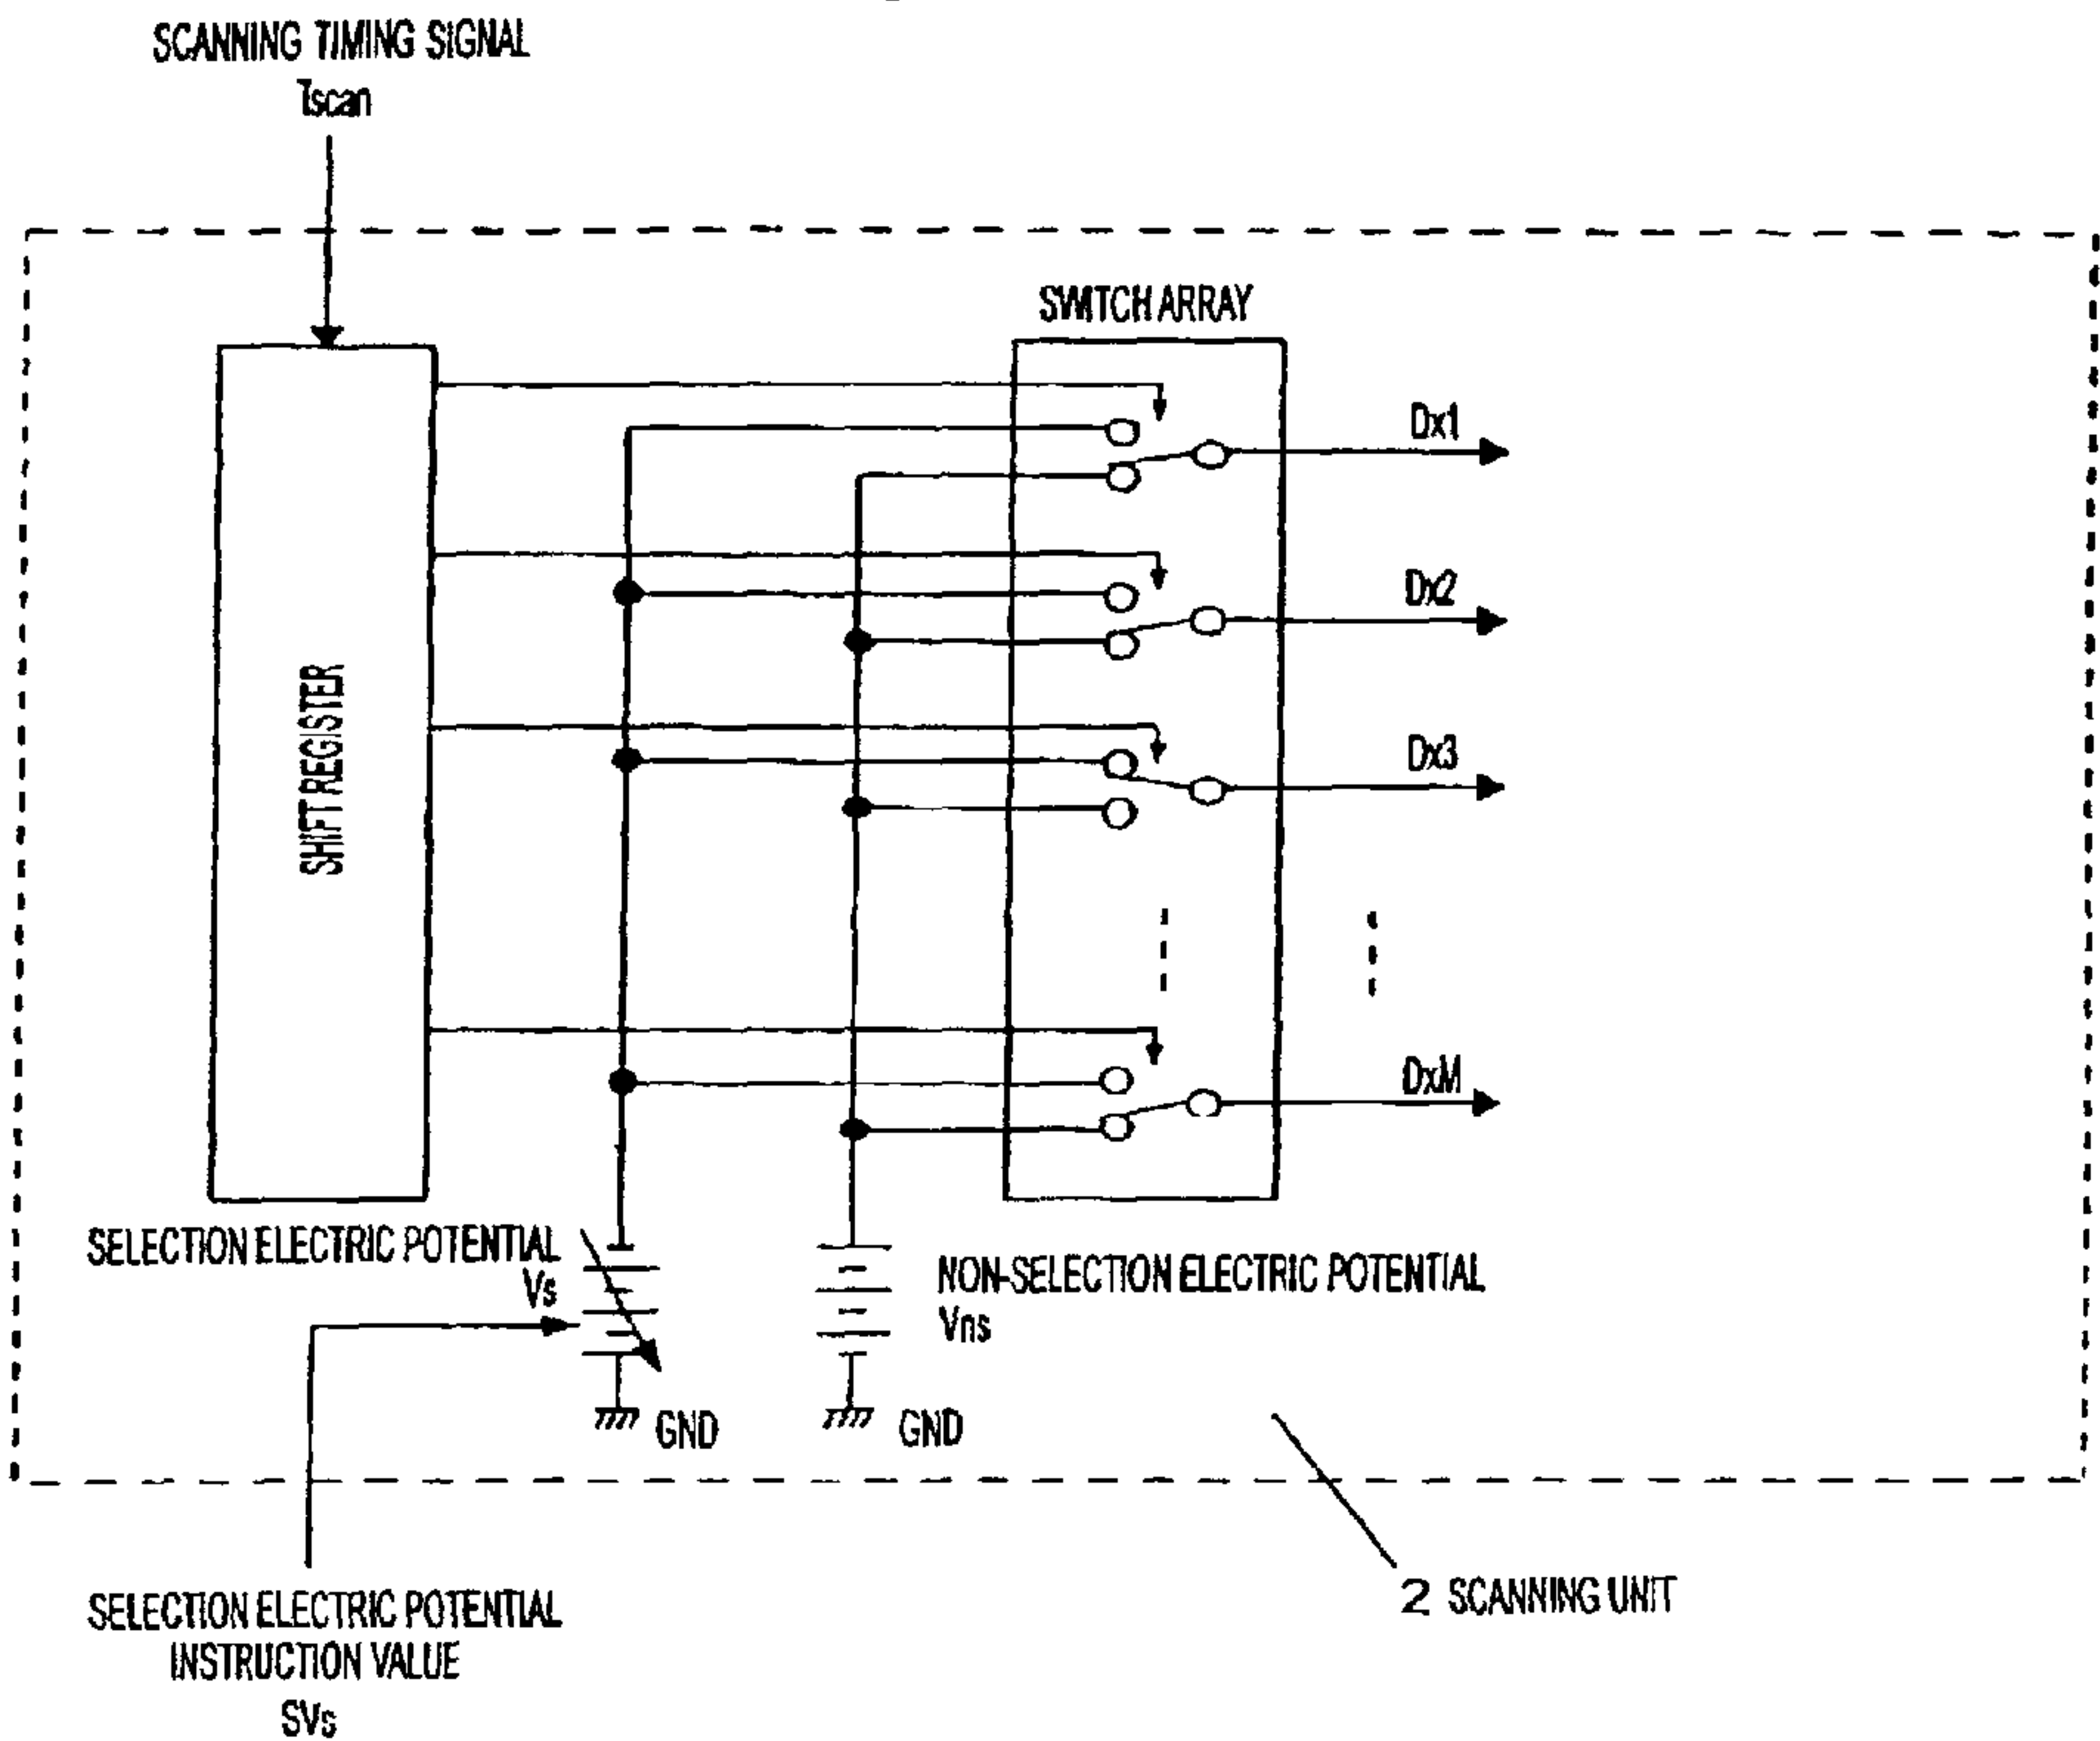 SCANNING TIMING SIGNAL
Tscan
SWITCH ARRAY
Dx1
Dx2
SHIFT REGISTER
Dx3
DxM
SELECTION ELECTRIC POTENTIAL
Vs
NON-SELECTION ELECTRIC POTENTIAL
Vns
GND
GND
2 SCANNING UNIT
SELECTION ELECTRIC POTENTIAL
INSTRUCTION VALUE
SVs